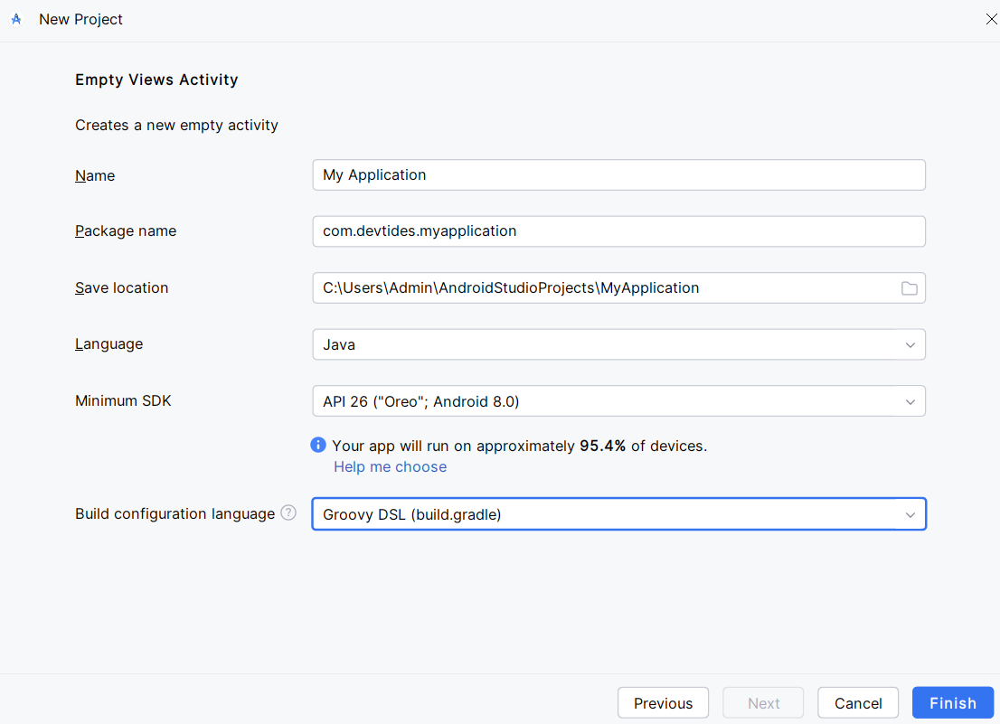 New Project
Empty Views Activity
Creates a new empty activity
Name
My Application
Package name
com.devtides.myapplication
Save location
C:\Users\Admin\AndroidStudioProjects\MyApplication
Language
Java
Minimum SDK
API 26 ("Oreo"; Android 8.0)
Your app will run on approximately 95.4% of devices.
Help me choose
Build configuration language ?
Groovy DSL (build.gradle)
Previous
Next
Cancel
Finish